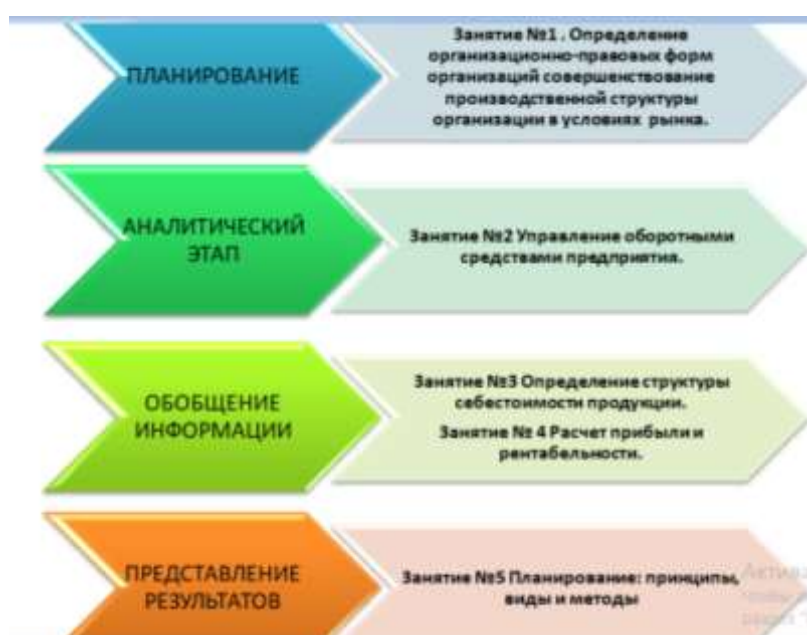 ПЛАНИРОВАНИЕ
Занятие №1 . Определение
организационно-правовых форм
организаций совершенствование
производственной структуры
организации в условиях рынка.
АНАЛИТИЧЕСКИЙ
ЭТАП
Занятие №2 Управление оборотными
средствами предприятия.
ОБОБЩЕНИЕ
ИНФОРМАЦИИ
Занятие №3 Определение структуры
себестоимости продукции.
Занятие № 4 Расчет прибыли и
рентабельности.
ПРЕДСТАВЛЕНИЕ
РЕЗУЛЬТАТОВ
Занятие №5 Планирование: принципы,
виды и методы